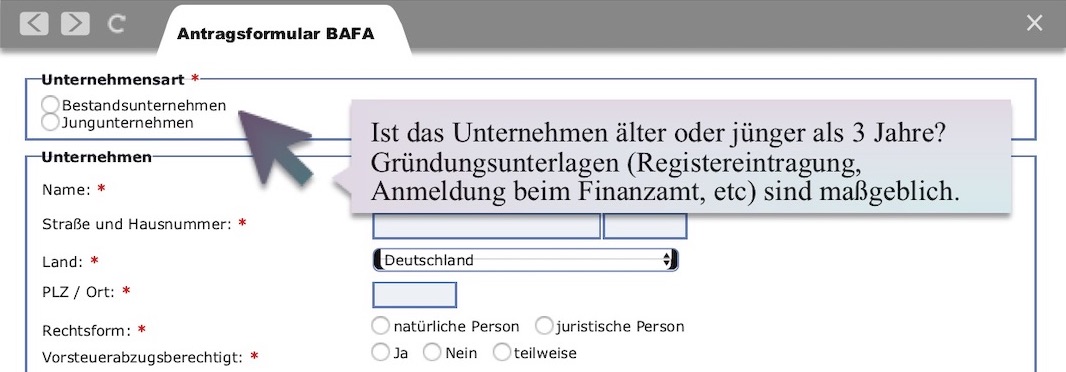 Antragsformular BAFA
Unternehmensart *
Bestandsunternehmen
Jungunternehmen
Ist das Unternehmen älter oder jünger als 3 Jahre?
Gründungsunterlagen (Registereintragung,
Anmeldung beim Finanzamt, etc) sind maßgeblich.
Unternehmen
Name: *
Straße und Hausnummer: *
Land: * Deutschland
PLZ / Ort: *
Rechtsform: * natürliche Person juristische Person
Vorsteuerabzugsberechtigt: * Ja Nein teilweise